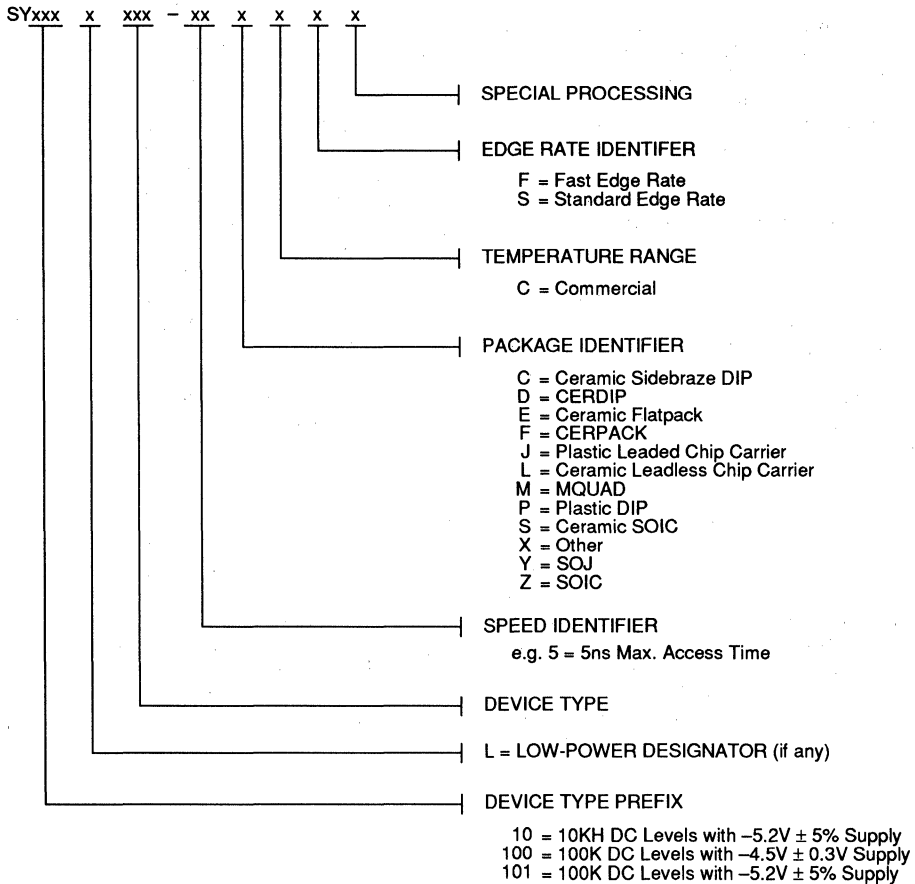 SYxxx x xxx – xx x x x x
SPECIAL PROCESSING
EDGE RATE IDENTIFER
F = Fast Edge Rate
S = Standard Edge Rate
TEMPERATURE RANGE
C = Commercial
PACKAGE IDENTIFIER
C = Ceramic Sidebraze DIP
D = CERDIP
E = Ceramic Flatpack
F = CERPACK
J = Plastic Leaded Chip Carrier
L = Ceramic Leadless Chip Carrier
M = MQUAD
P = Plastic DIP
S = Ceramic SOIC
X = Other
Y = SOJ
Z = SOIC
SPEED IDENTIFIER
e.g. 5 = 5ns Max. Access Time
DEVICE TYPE
L = LOW-POWER DESIGNATOR (if any)
DEVICE TYPE PREFIX
10 = 10KH DC Levels with –5.2V ± 5% Supply
100 = 100K DC Levels with –4.5V ± 0.3V Supply
101 = 100K DC Levels with –5.2V ± 5% Supply